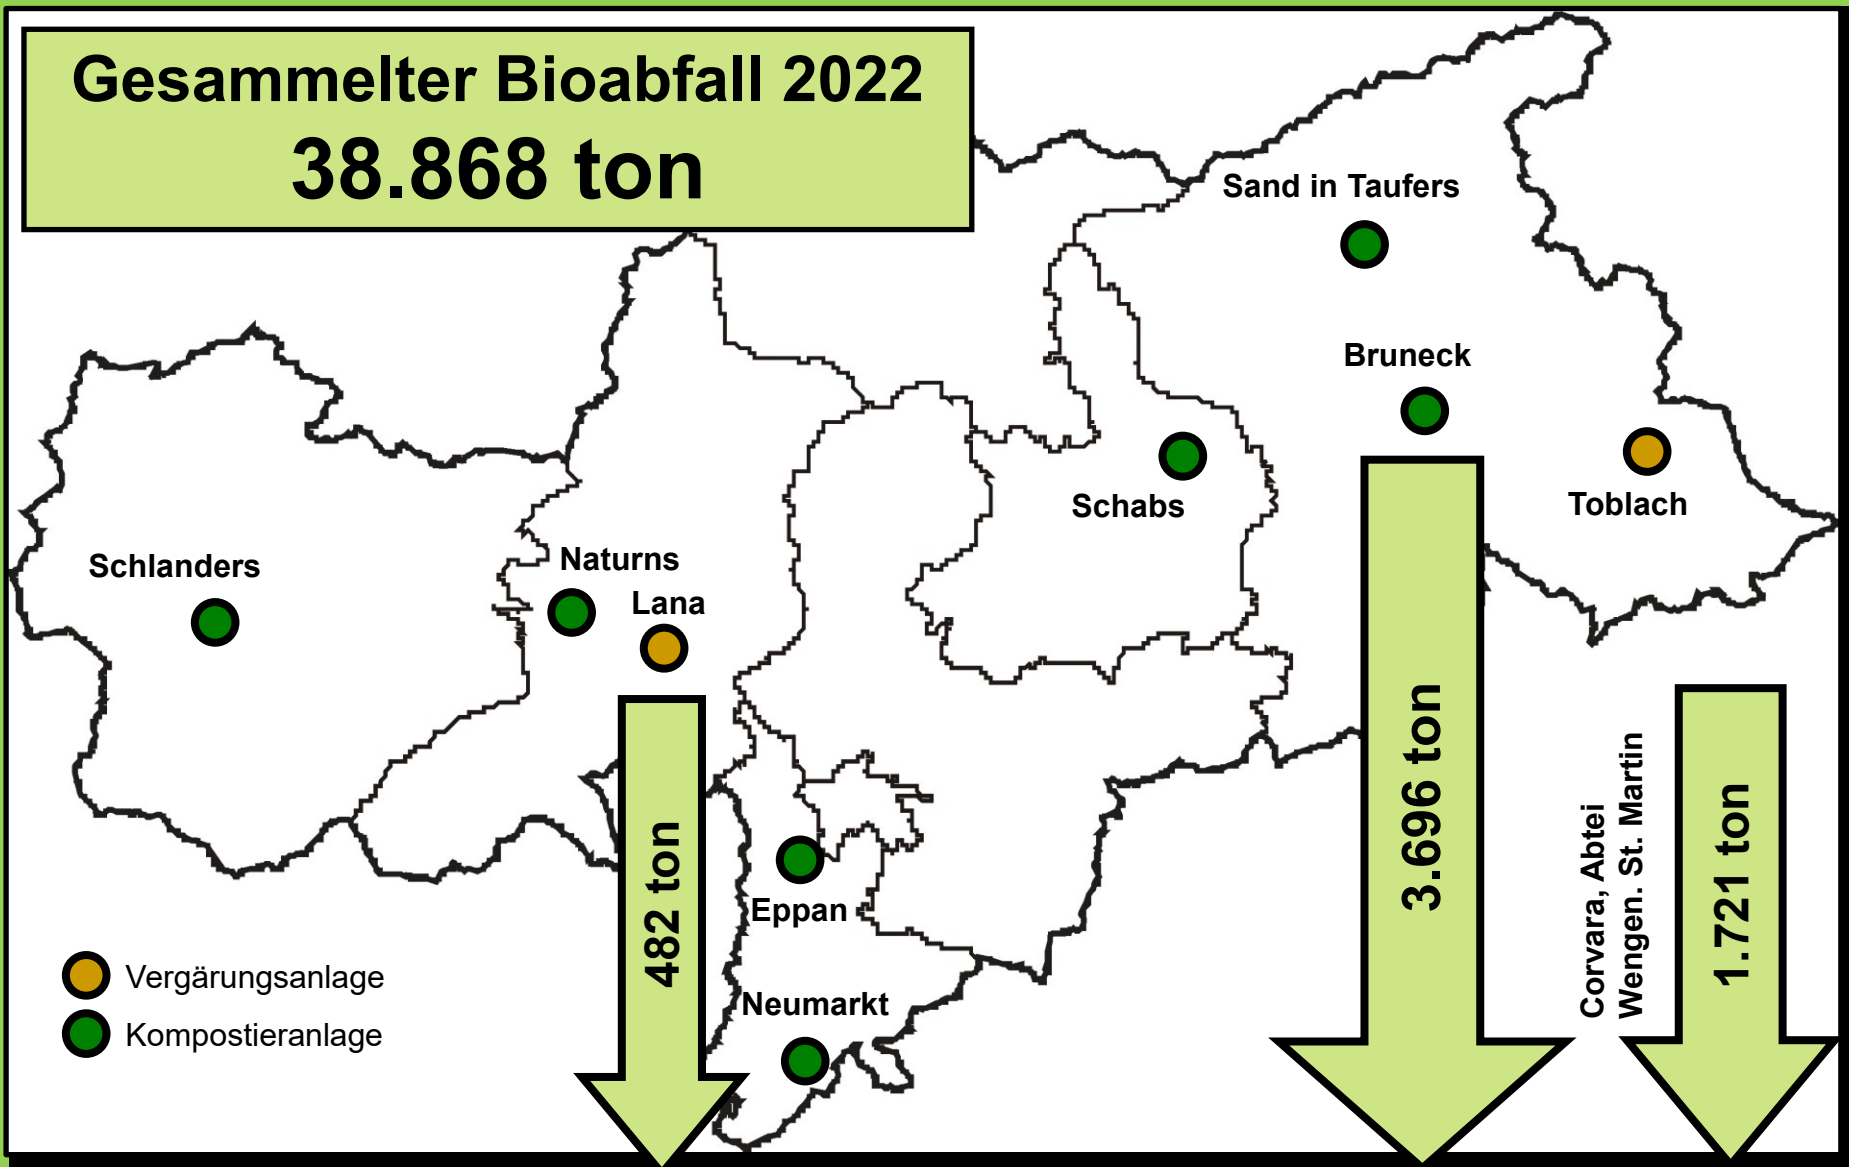 Gesammelter Bioabfall 2022
38.868 ton
Sand in Taufers
Bruneck
Toblach
Schabs
Schlanders
Naturns
Lana
Eppan
Neumarkt
482 ton
3.696 ton
Corvara, Abtei
Wengen. St. Martin
1.721 ton
Vergärungsanlage
Kompostieranlage